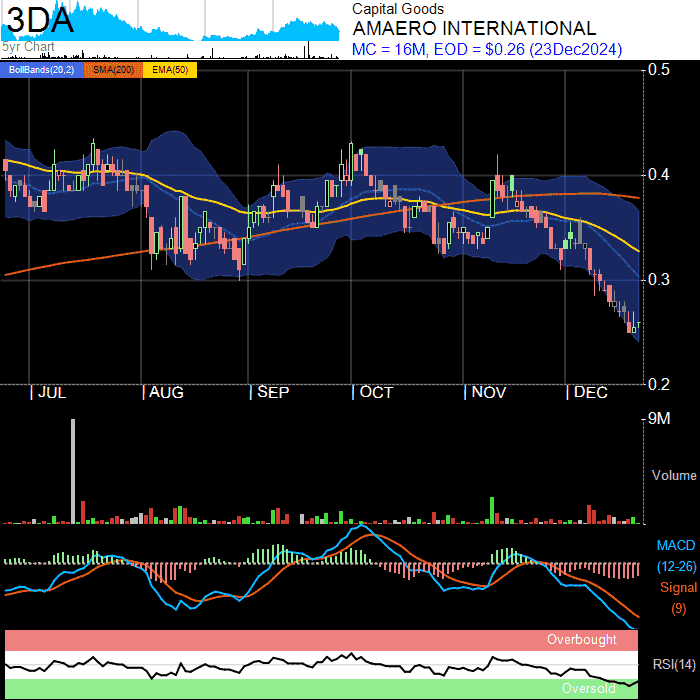 3DA
5yr Chart
Capital Goods
AMAERO INTERNATIONAL
MC = 16M, EOD = $0.26 (23Dec2024)
BollBands(20,2) SMA(200) EMA(50)
0.5
0.4
0.3
0.2
JUL AUG SEP OCT NOV DEC
9M
Volume
MACD
(12-26)
Signal
(9)
Overbought
RSI(14)
Oversold